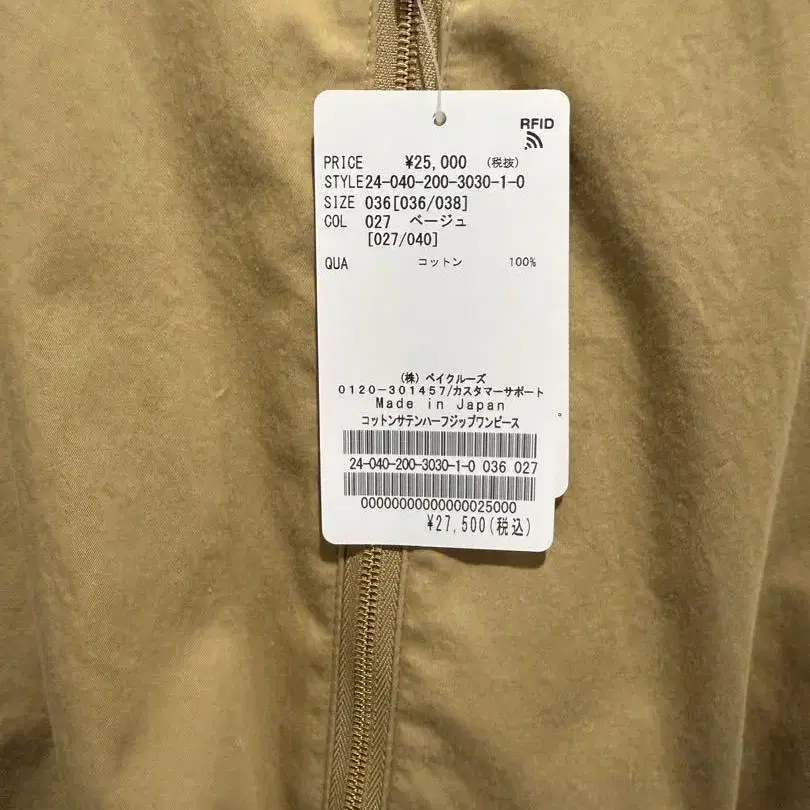 RFID
PRICE ¥25,000 (税抜)
STYLE24-040-200-3030-1-0
SIZE 036[036/038]
COL 027 ベージュ
[027/040]
QUA コットン 100%
(株) ベイクルーズ
0120-301457/カスタマーサポート
Made in Japan
コットンサテンハーフジップワンピース
24-040-200-3030-1-0 036 027
00000000000000025000
¥27,500(税込)